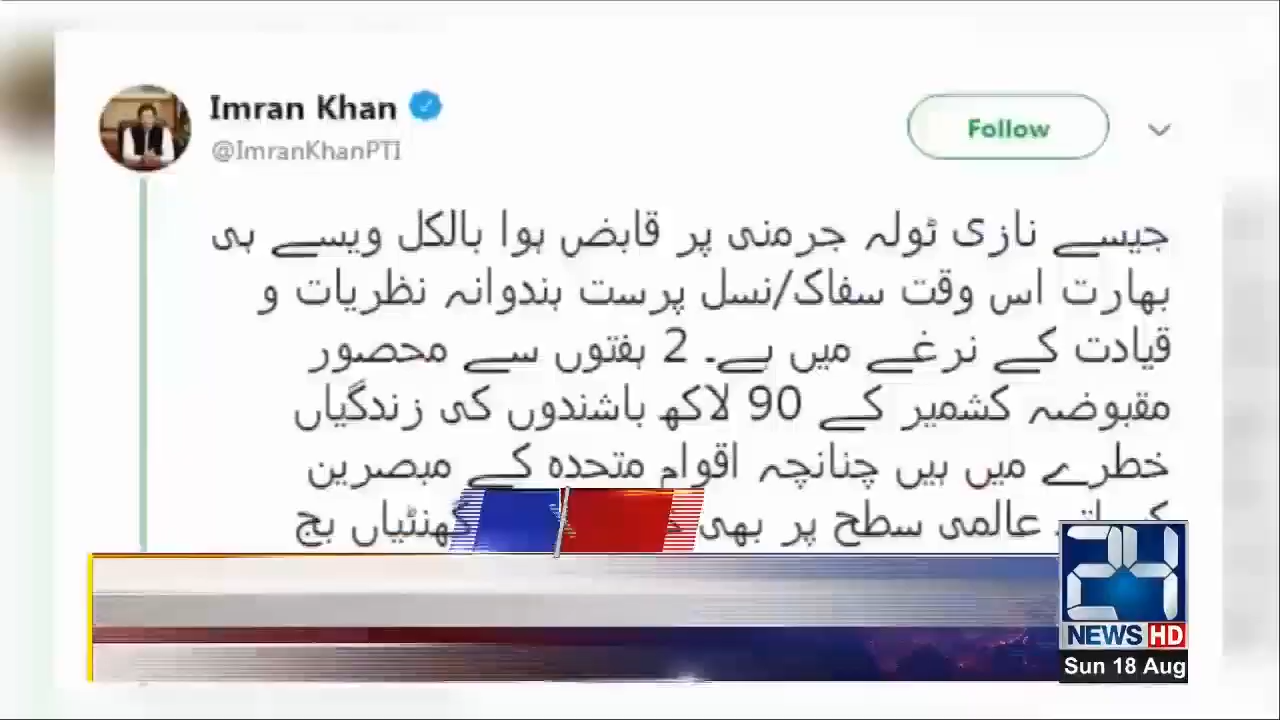 Imran Khan
@ImranKhanPTI
Follow
جیسے نازی ٹولہ جرمنی پر قابض ہوا بالکل ویسے ہی
بھارت اس وقت سفاک/نسل پرست ہندوانہ نظریات و
قیادت کے نرغے میں ہے۔ 2 ہفتوں سے محصور
مقبوضہ کشمیر کے 90 لاکھ باشندوں کی زندگیاں
خطرے میں ہیں چنانچہ اقوام متحدہ کے مبصرین
عالمی سطح پر بھی گھنٹیاں بج
24
NEWS HD
Sun 18 Aug